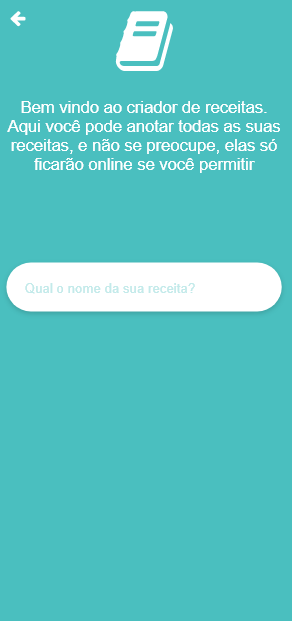 Bem vindo ao criador de receitas.
Aqui você pode anotar todas as suas
receitas, e não se preocupe, elas só
ficarão online se você permitir
Qual o nome da sua receita?